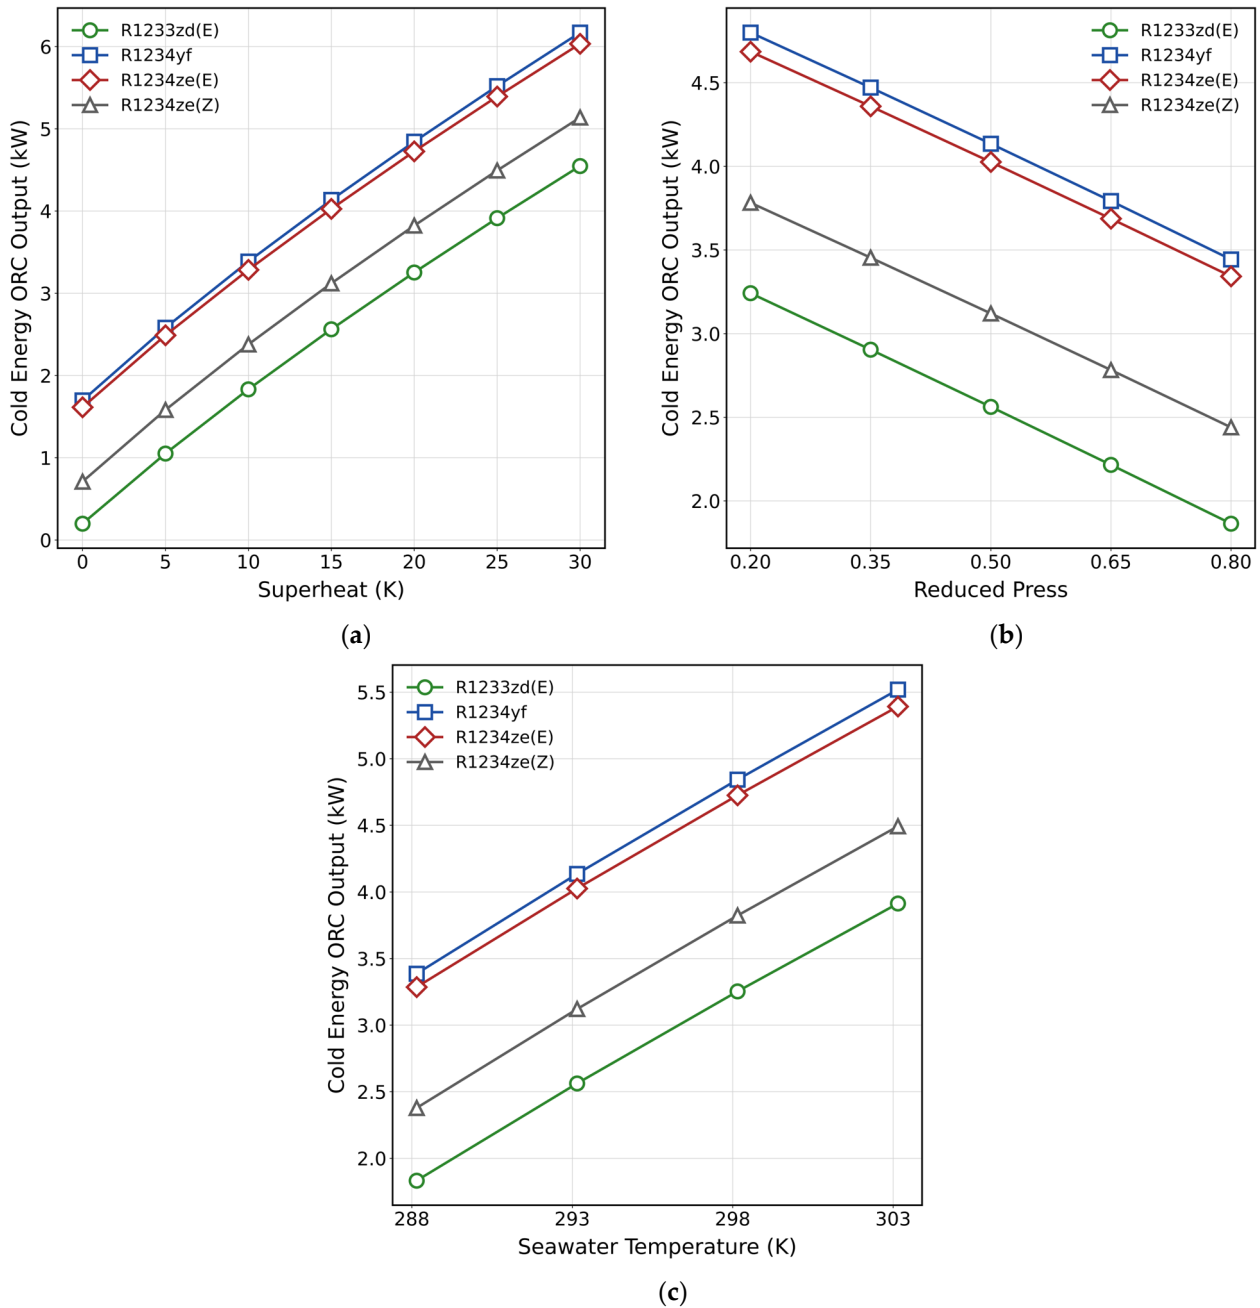 R1233zd(E)
R1234yf
R1234ze(E)
R1234ze(Z)
Cold Energy ORC Output (kW)
6
5
4
3
2
1
0
0 5 10 15 20 25 30
Superheat (K)
(a)
R1233zd(E)
R1234yf
R1234ze(E)
R1234ze(Z)
Cold Energy ORC Output (kW)
4.5
4.0
3.5
3.0
2.5
2.0
0.20 0.35 0.50 0.65 0.80
Reduced Press
(b)
R1233zd(E)
R1234yf
R1234ze(E)
R1234ze(Z)
Cold Energy ORC Output (kW)
5.5
5.0
4.5
4.0
3.5
3.0
2.5
2.0
288 293 298 303
Seawater Temperature (K)
(c)